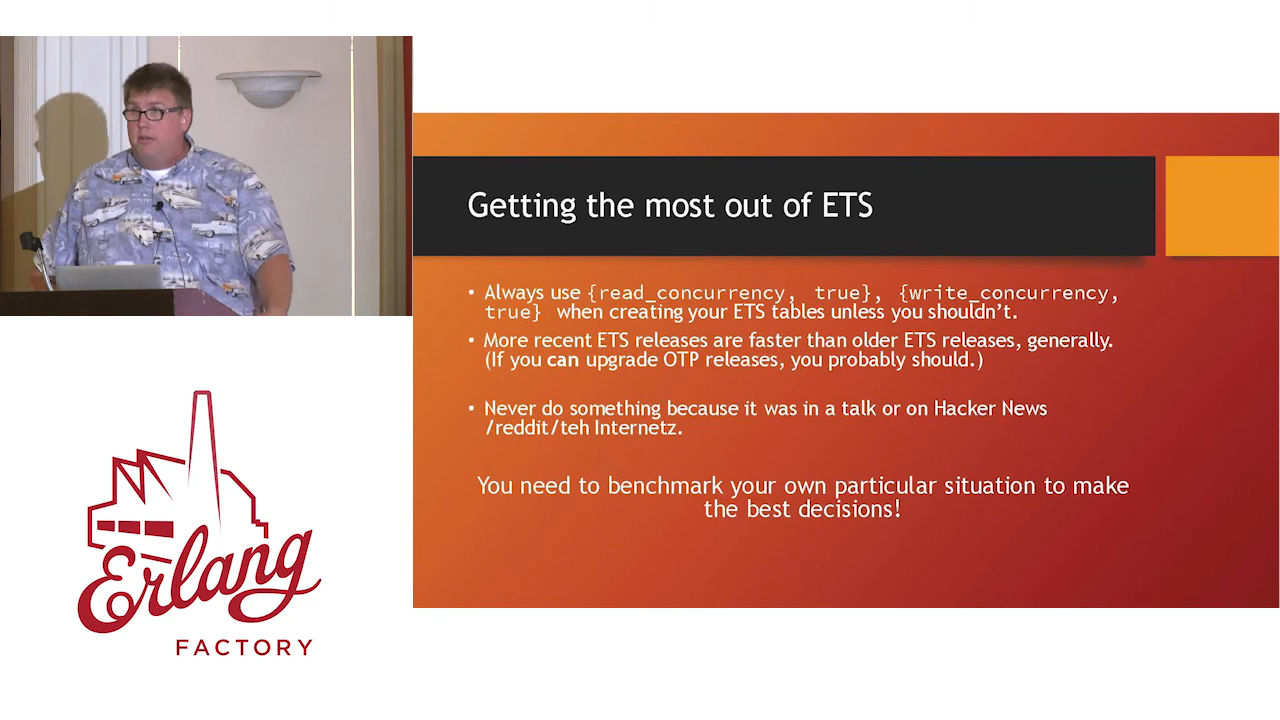 Getting the most out of ETS
• Always use {read_concurrency, true}, {write_concurrency,
true} when creating your ETS tables unless you shouldn't.
• More recent ETS releases are faster than older ETS releases, generally.
(If you can upgrade OTP releases, you probably should.)
• Never do something because it was in a talk or on Hacker News
/reddit/teh Internetz.
You need to benchmark your own particular situation to make
the best decisions!
Erlang
FACTORY